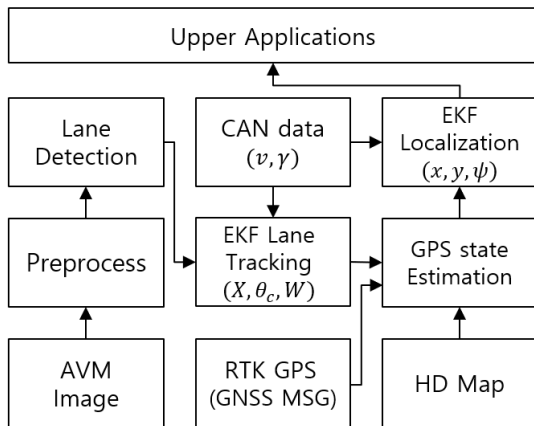 Upper Applications
Lane
Detection
CAN data
(v, γ)
EKF
Localization
(x, y, ψ)
Preprocess
EKF Lane
Tracking
(X, θ_c, W)
GPS state
Estimation
AVM
Image
RTK GPS
(GNSS MSG)
HD Map